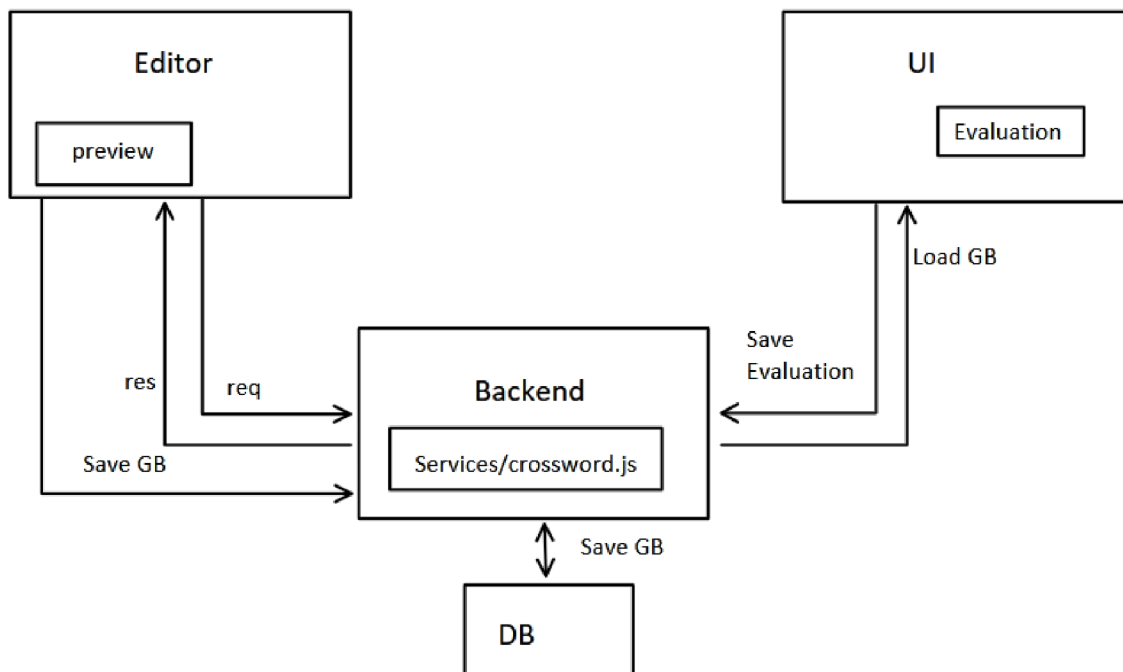 Editor
UI
preview
Evaluation
Load GB
Save
Evaluation
res
req
Backend
Save GB
Services/crossword.js
Save GB
DB